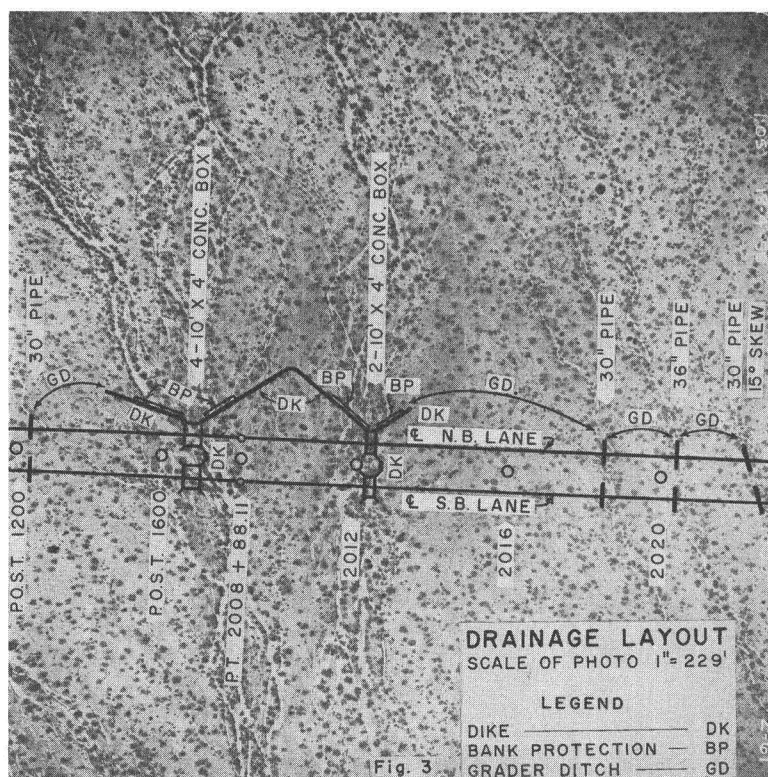 4-10' X 4' CONC. BOX
2-10' X 4' CONC. BOX
30" PIPE
30" PIPE
36" PIPE
30" PIPE
15° SKEW
GD
DK
BP
DK
BP
BP
DK
GD
GD
GD
DK
DK
℄ N.B. LANE
℄ S.B. LANE
P.O.S.T. 1200
P.O.S.T. 1600
PT. 2008 + 88.11
2012
2016
2020
DRAINAGE LAYOUT
SCALE OF PHOTO 1"= 229'
LEGEND
DIKE DK
BANK PROTECTION BP
GRADER DITCH GD
Fig. 3